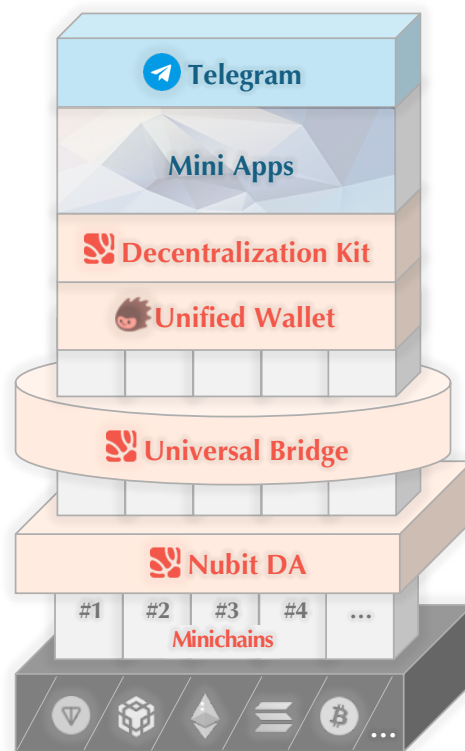 Telegram
Mini Apps
Decentralization Kit
Unified Wallet
Universal Bridge
Nubit DA
#1 #2 #3 #4 ...
Minichains
...